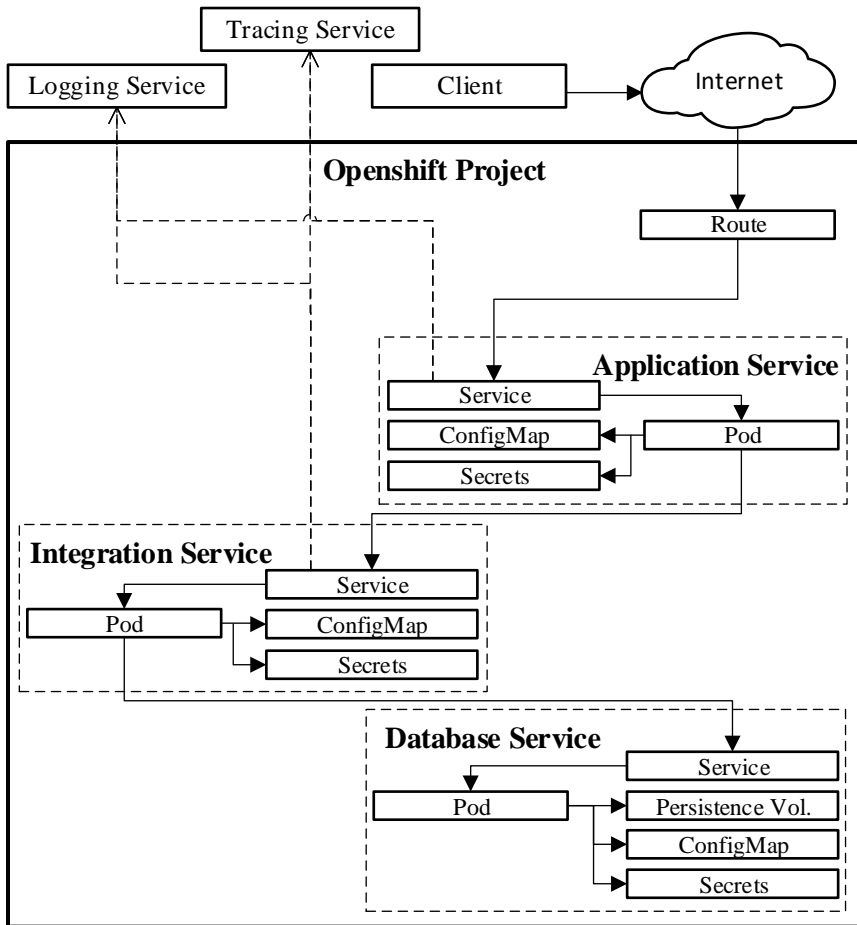 Tracing Service
Logging Service
Client
Internet
Openshift Project
Route
Application Service
Service
ConfigMap
Pod
Secrets
Integration Service
Service
Pod
ConfigMap
Secrets
Database Service
Service
Pod
Persistence Vol.
ConfigMap
Secrets